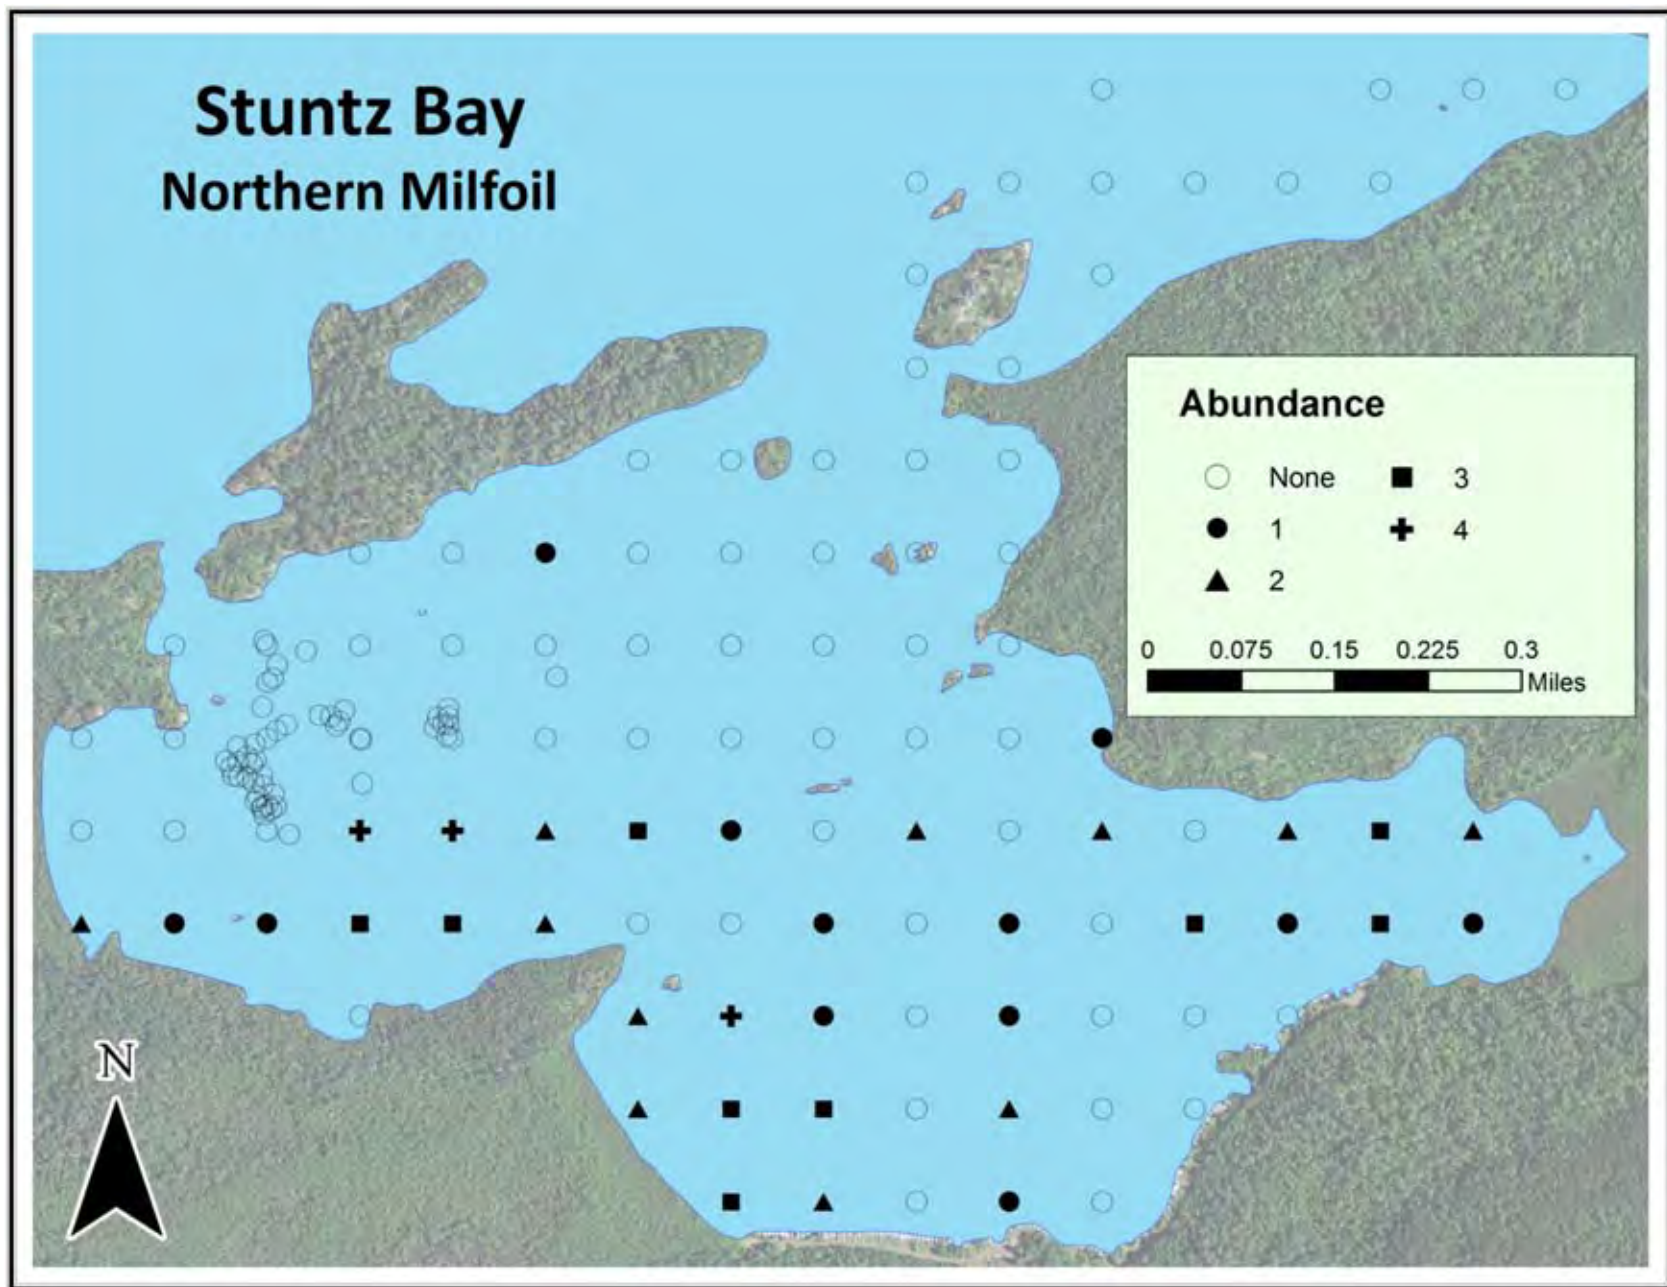 Stuntz Bay
Northern Milfoil
Abundance
None 3
1 4
2
0 0.075 0.15 0.225 0.3
Miles
N